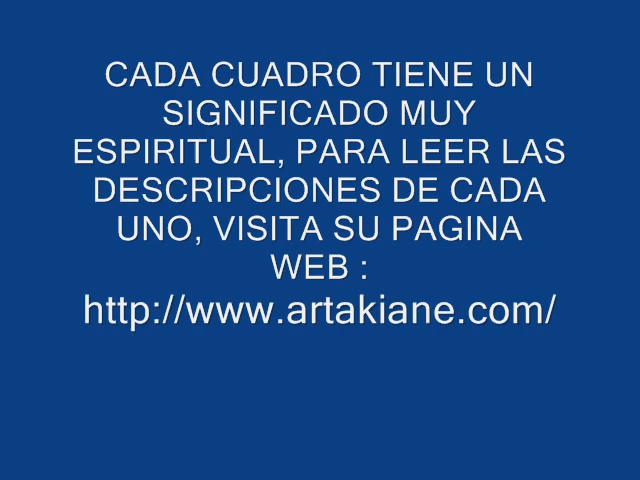 CADA CUADRO TIENE UN
SIGNIFICADO MUY
ESPIRITUAL, PARA LEER LAS
DESCRIPCIONES DE CADA
UNO, VISITA SU PAGINA
WEB :
http://www.artakiane.com/